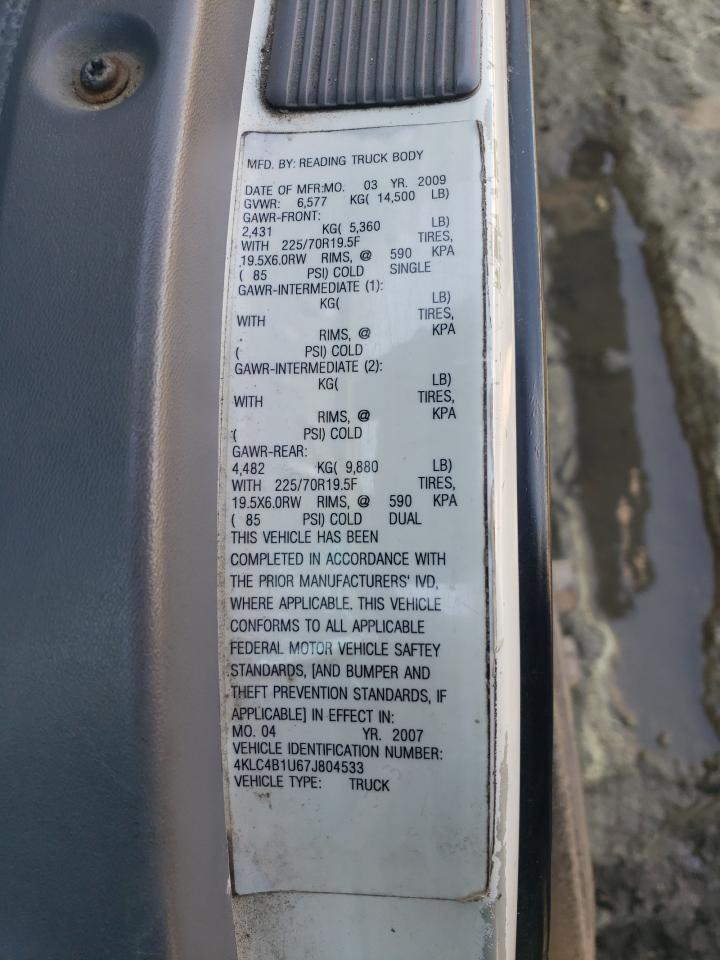 MFD. BY: READING TRUCK BODY
DATE OF MFR:MO. 03 YR. 2009
GVWR: 6,577 KG( 14,500 LB)
GAWR-FRONT:
2,431 KG( 5,360 LB)
WITH 225/70R19.5F TIRES,
19.5X6.0RW RIMS, @ 590 KPA
( 85 PSI) COLD SINGLE
GAWR-INTERMEDIATE (1):
KG( LB)
WITH TIRES,
RIMS, @ KPA
( PSI) COLD
GAWR-INTERMEDIATE (2):
KG( LB)
WITH TIRES,
RIMS, @ KPA
( PSI) COLD
GAWR-REAR:
4,482 KG( 9,880 LB)
WITH 225/70R19.5F TIRES,
19.5X6.0RW RIMS, @ 590 KPA
( 85 PSI) COLD DUAL
THIS VEHICLE HAS BEEN
COMPLETED IN ACCORDANCE WITH
THE PRIOR MANUFACTURERS' IVD,
WHERE APPLICABLE. THIS VEHICLE
CONFORMS TO ALL APPLICABLE
FEDERAL MOTOR VEHICLE SAFTEY
STANDARDS, [AND BUMPER AND
THEFT PREVENTION STANDARDS, IF
APPLICABLE] IN EFFECT IN:
MO. 04 YR. 2007
VEHICLE IDENTIFICATION NUMBER:
4KLC4B1U67J804533
VEHICLE TYPE: TRUCK